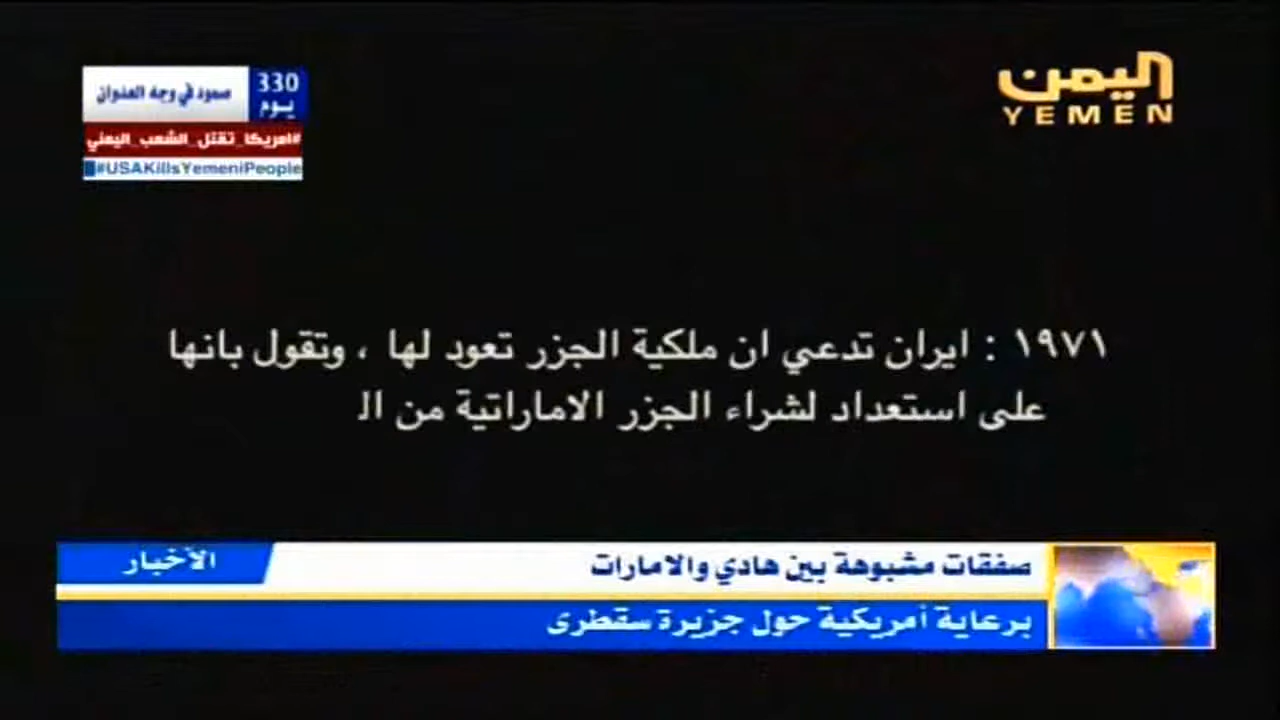 اليمن
YEMEN
330
يوم
صمود في وجه العدوان
#امريكا_تقتل_الشعب_اليمني
#USAKillsYemeniPeople
١٩٧١ : ايران تدعي ان ملكية الجزر تعود لها ، وتقول بانها
على استعداد لشراء الجزر الاماراتية من الـ
صفقات مشبوهة بين هادي والامارات
الأخبار
برعاية أمريكية حول جزيرة سقطرى